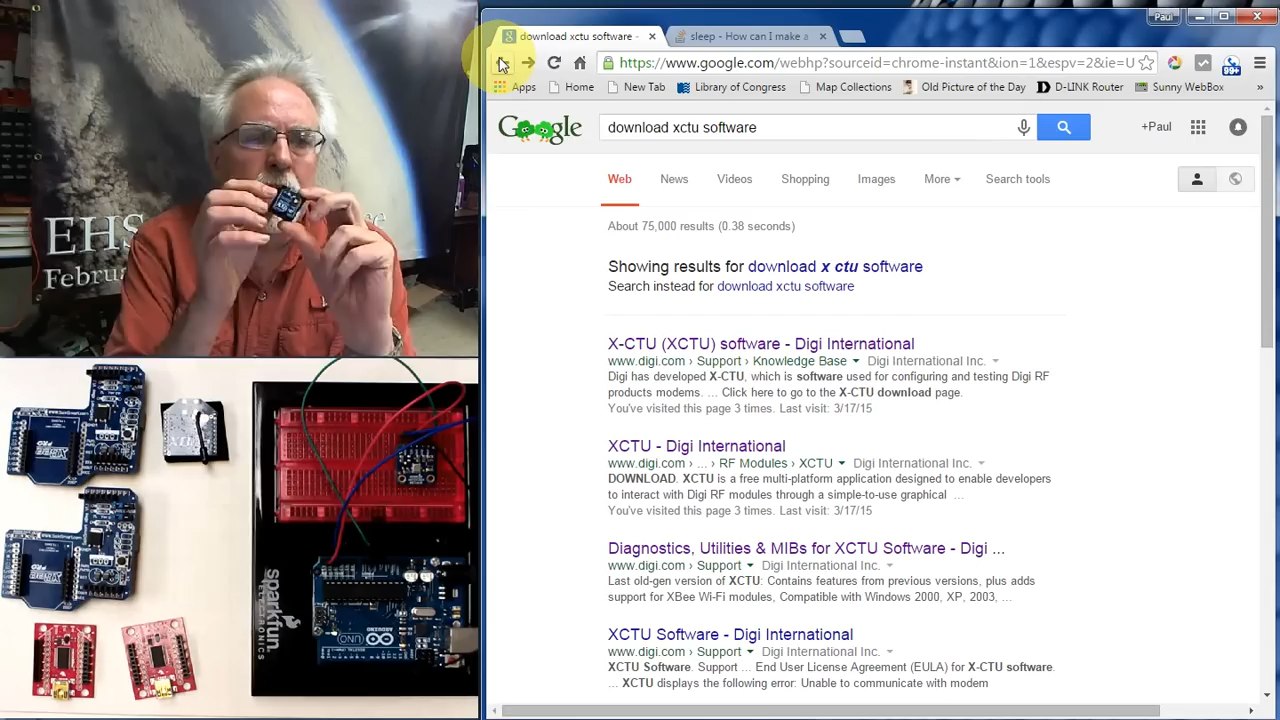 EHS
Februa
ce
PRO
XBEE
PRO
XBEE
sparkfun
ELECTRONICS
ARDUINO
UNO
Paul
download xctu software -
sleep - How can I make a
https://www.google.com/webhp?sourceid=chrome-instant&ion=1&espv=2&ie=U
99+
Apps Home New Tab Library of Congress Map Collections Old Picture of the Day D-LINK Router Sunny WebBox »
Google download xctu software +Paul
Web News Videos Shopping Images More Search tools
About 75,000 results (0.38 seconds)
Showing results for download x ctu software
Search instead for download xctu software
X-CTU (XCTU) software - Digi International
www.digi.com › Support › Knowledge Base Digi International Inc.
Digi has developed X-CTU, which is software used for configuring and testing Digi RF
products modems. ... Click here to go to the X-CTU download page.
You've visited this page 3 times. Last visit: 3/17/15
XCTU - Digi International
www.digi.com › ... › RF Modules › XCTU Digi International Inc.
DOWNLOAD. XCTU is a free multi-platform application designed to enable developers
to interact with Digi RF modules through a simple-to-use graphical ...
You've visited this page 3 times. Last visit: 3/17/15
Diagnostics, Utilities & MIBs for XCTU Software - Digi ...
www.digi.com › Support Digi International Inc.
Last old-gen version of XCTU. Contains features from previous versions, plus adds
support for XBee Wi-Fi modules, Compatible with Windows 2000, XP, 2003, ...
XCTU Software - Digi International
www.digi.com › Support Digi International Inc.
XCTU Software. Support ... End User License Agreement (EULA) for X-CTU software.
... XCTU displays the following error: Unable to communicate with modem